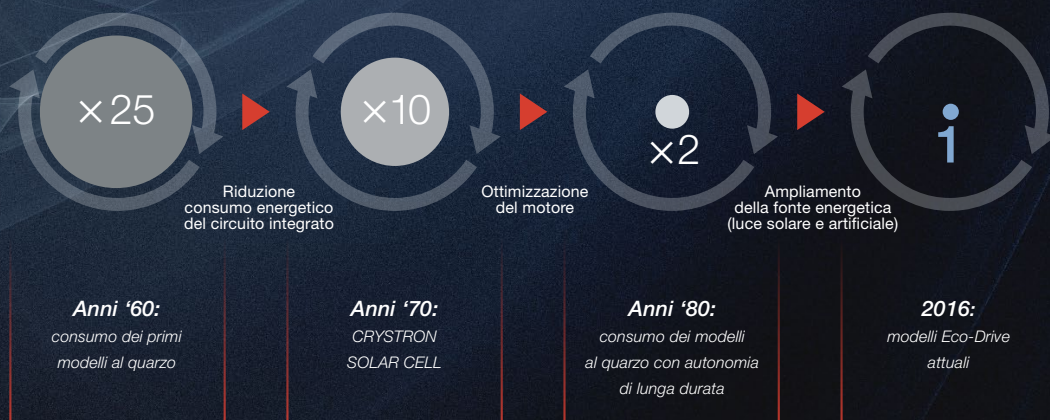 ×25
×10
×2
1
Riduzione
consumo energetico
del circuito integrato
Ottimizzazione
del motore
Ampliamento
della fonte energetica
(luce solare e artificiale)
Anni ‘60:
consumo dei primi
modelli al quarzo
Anni ‘70:
CRYSTRON
SOLAR CELL
Anni ‘80:
consumo dei modelli
al quarzo con autonomia
di lunga durata
2016:
modelli Eco-Drive
attuali